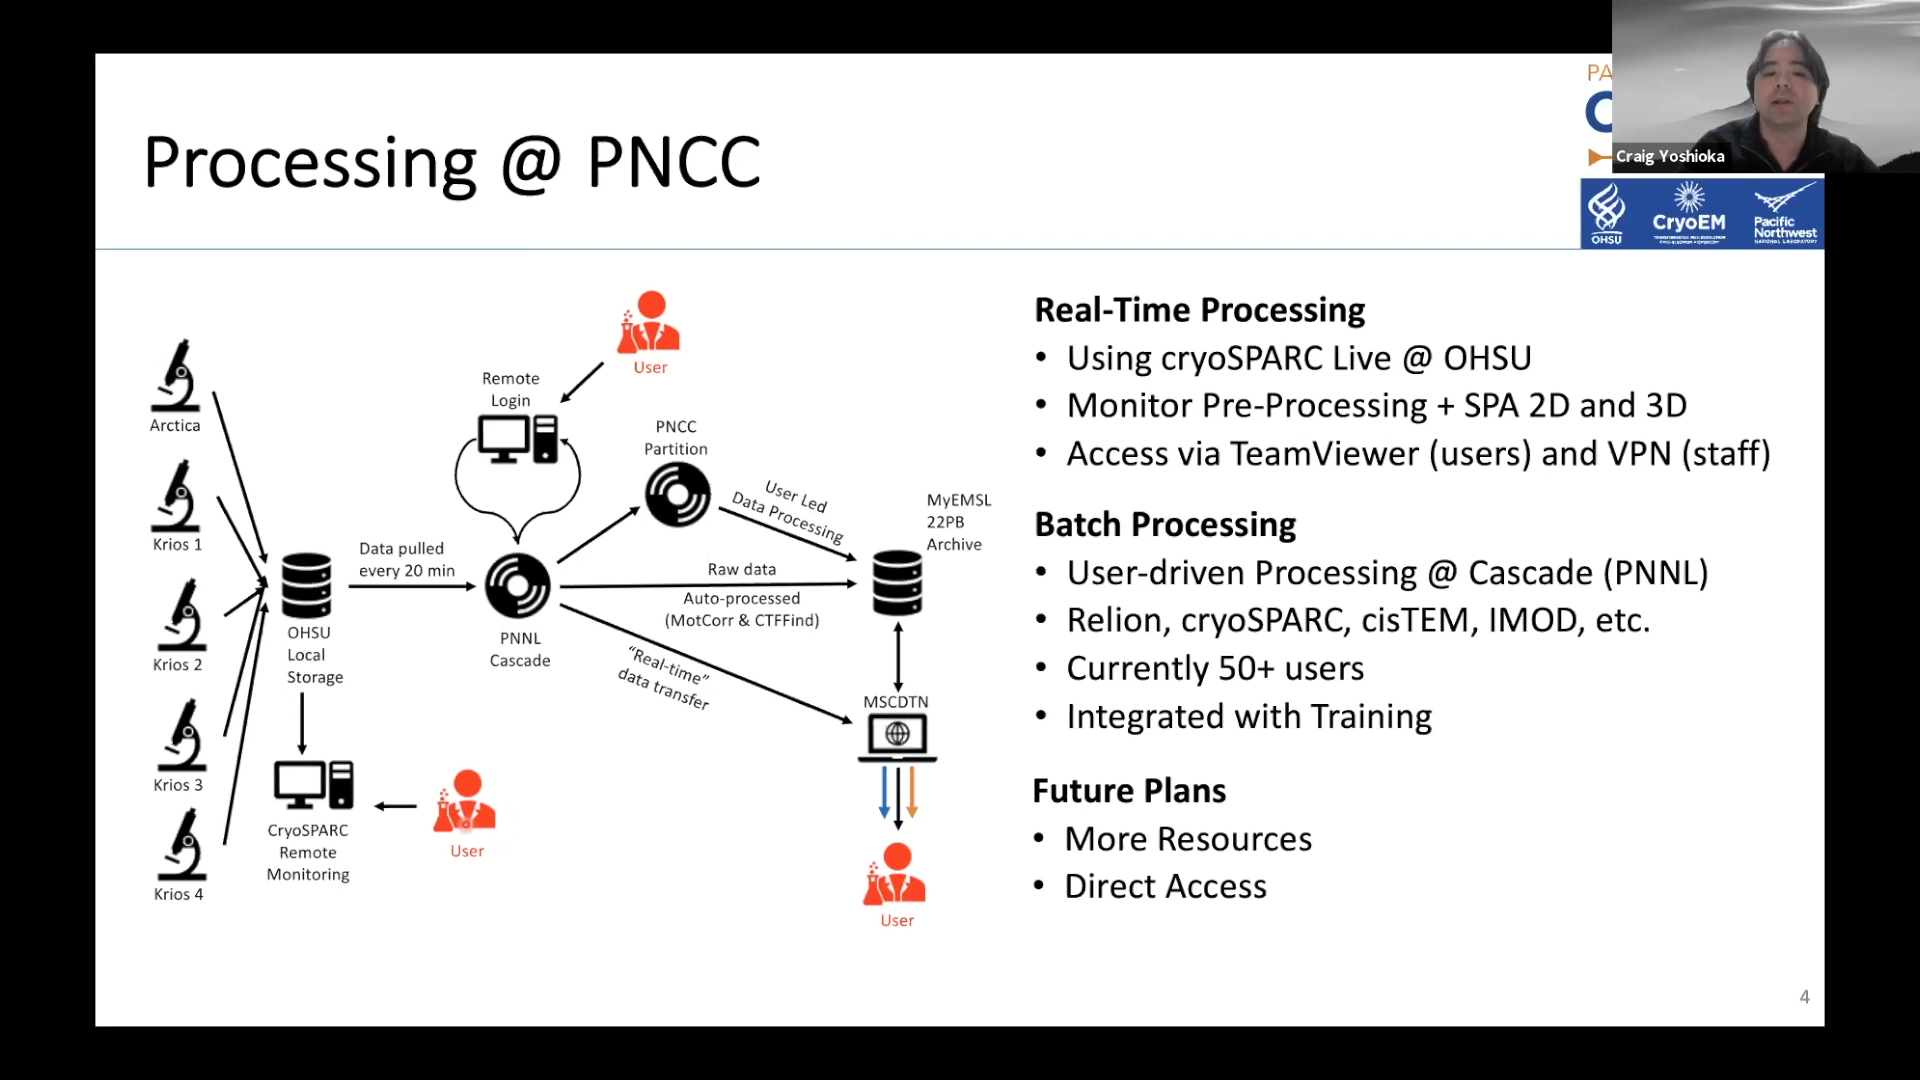 Processing @ PNCC
PA
Craig Yoshioka
OHSU
CryoEM
Pacific
Northwest
NATIONAL LABORATORY
User
Remote
Login
Arctica
PNCC
Partition
User Led
Data Processing
MyEMSL
22PB
Archive
Krios 1
Data pulled
every 20 min
Raw data
Auto-processed
(MotCorr & CTFFind)
OHSU
Local
Storage
PNNL
Cascade
Krios 2
"Real-time"
data transfer
MSCDTN
Krios 3
CryoSPARC
Remote
Monitoring
User
Krios 4
User
Real-Time Processing
• Using cryoSPARC Live @ OHSU
• Monitor Pre-Processing + SPA 2D and 3D
• Access via TeamViewer (users) and VPN (staff)
Batch Processing
• User-driven Processing @ Cascade (PNNL)
• Relion, cryoSPARC, cisTEM, IMOD, etc.
• Currently 50+ users
• Integrated with Training
Future Plans
• More Resources
• Direct Access
4